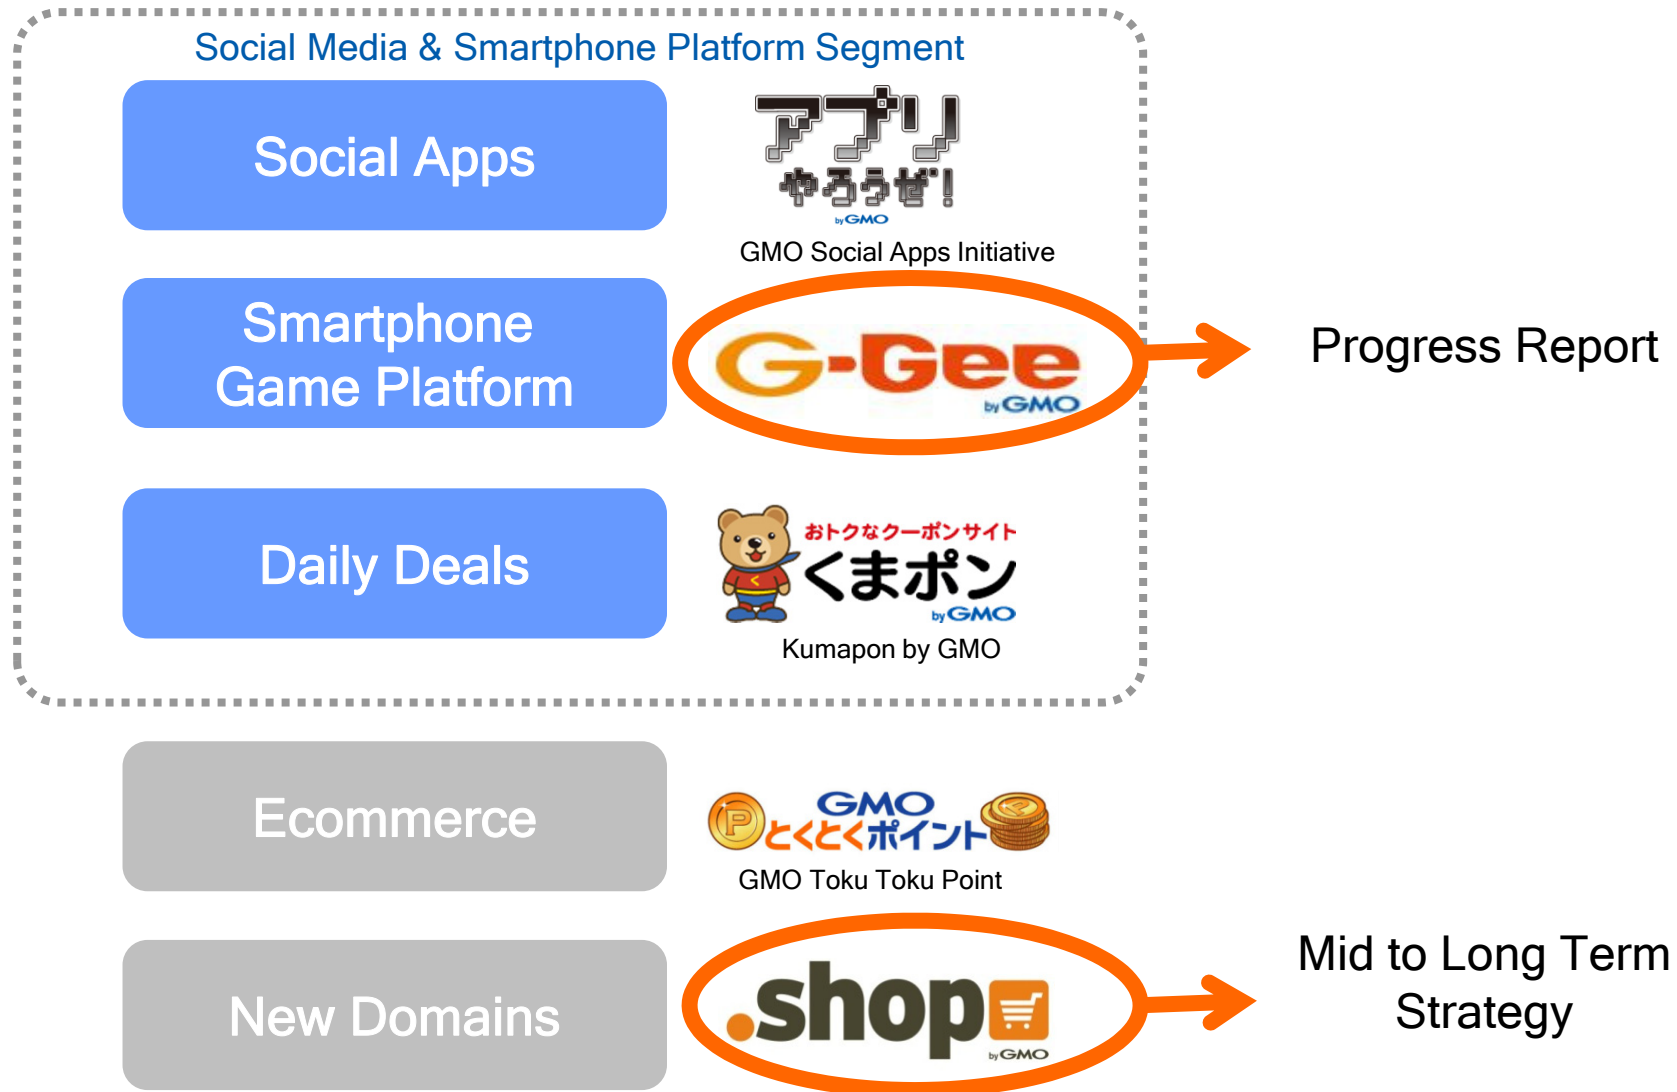 Social Media & Smartphone Platform Segment
Social Apps
アプリ
やろうぜ!
by GMO
GMO Social Apps Initiative
Smartphone
Game Platform
G-Gee
by GMO
Progress Report
Daily Deals
おトクなクーポンサイト
くまポン
by GMO
Kumapon by GMO
Ecommerce
P
GMO
とくとくポイント
P
GMO Toku Toku Point
New Domains
.shop
by GMO
Mid to Long Term
Strategy